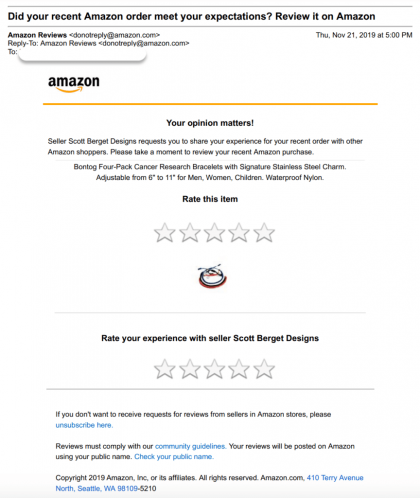 Did your recent Amazon order meet your expectations? Review it on Amazon
Amazon Reviews <donotreply@amazon.com>
Thu, Nov 21, 2019 at 5:00 PM
Reply-To: Amazon Reviews <donotreply@amazon.com>
To:
amazon
Your opinion matters!
Seller Scott Berget Designs requests you to share your experience for your recent order with other
Amazon shoppers. Please take a moment to review your recent Amazon purchase.
Bontog Four-Pack Cancer Research Bracelets with Signature Stainless Steel Charm.
Adjustable from 6" to 11" for Men, Women, Children. Waterproof Nylon.
Rate this item
Rate your experience with seller Scott Berget Designs
If you don't want to receive requests for reviews from sellers in Amazon stores, please
unsubscribe here.
Reviews must comply with our community guidelines. Your reviews will be posted on Amazon
using your public name. Check your public name.
Copyright 2019 Amazon, Inc, or its affiliates. All rights reserved. Amazon.com, 410 Terry Avenue
North, Seattle, WA 98109-5210